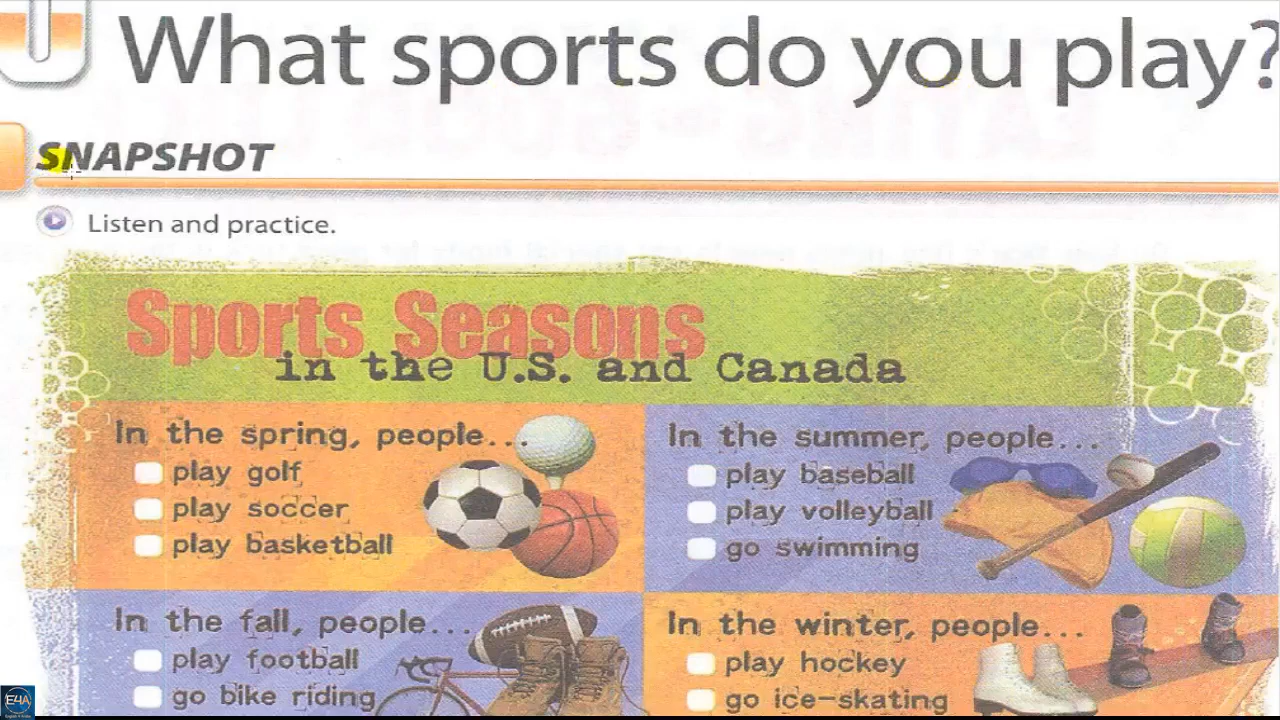 What sports do you play?
SNAPSHOT
Listen and practice.
Sports Seasons
in the U.S. and Canada
In the spring, people...
play golf
play soccer
play basketball
In the summer, people...
play baseball
play volleyball
go swimming
In the fall, people...
play football
go bike riding
In the winter, people...
play hockey
go ice-skating
E4A